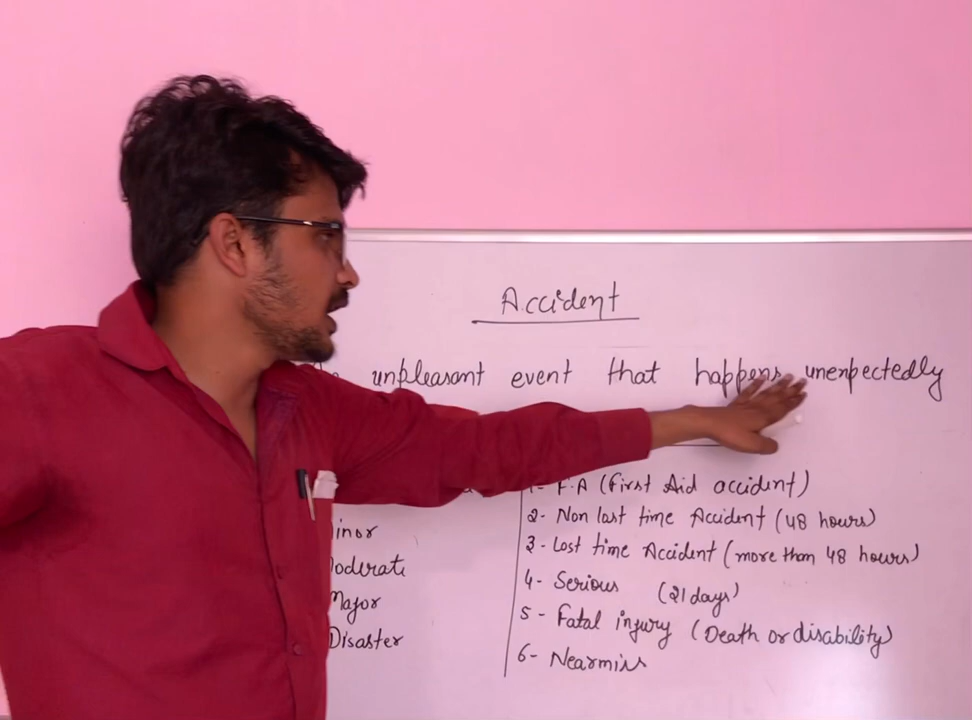 Accident
unpleasant event that happens unexpectedly
1- F.A (First Aid accident)
inor
2- Non last time Accident (48 hours)
3- Lost time Accident (more than 48 hours)
oderate
4- Serious (21 days)
Major
5- Fatal injury (Death or disability)
Disaster
6- Nearmiss